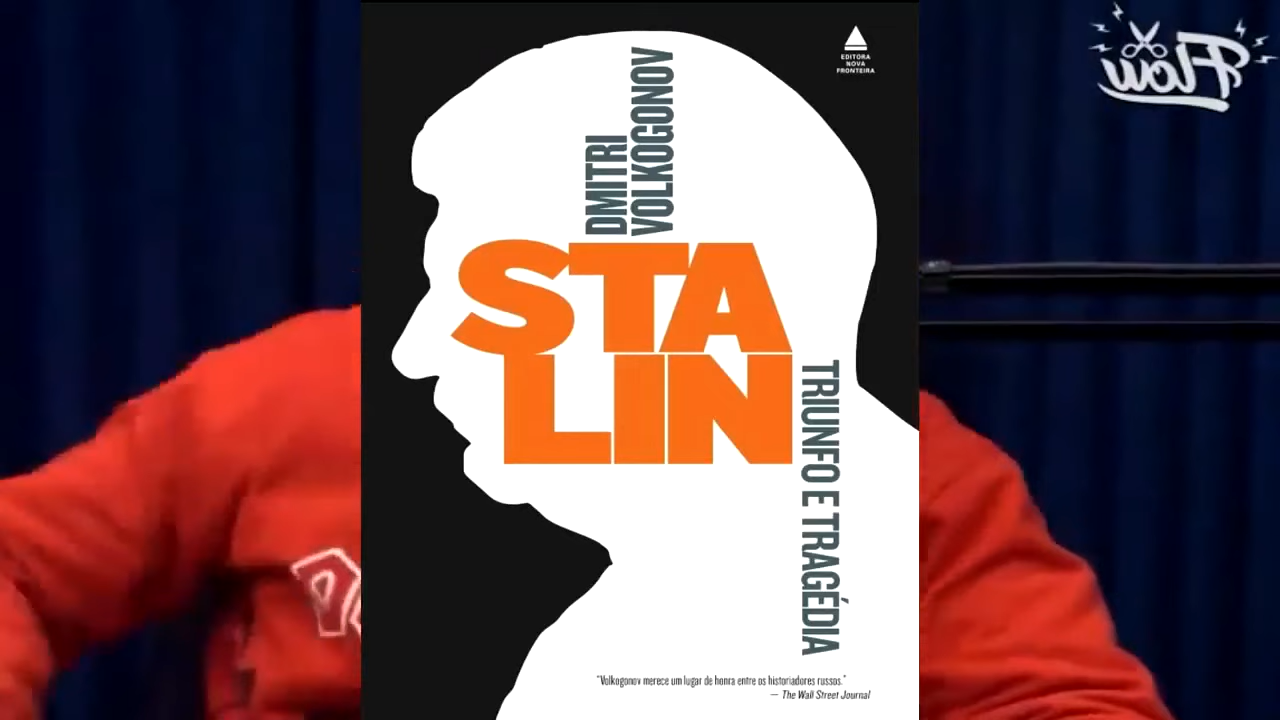 Flow
EDITORA
NOVA
FRONTEIRA
DMITRI
VOLKOGONOV
STA
LIN
TRIUNFO E TRAGÉDIA
"Volkogonov merece um lugar de honra entre os historiadores russos."
— The Wall Street Journal